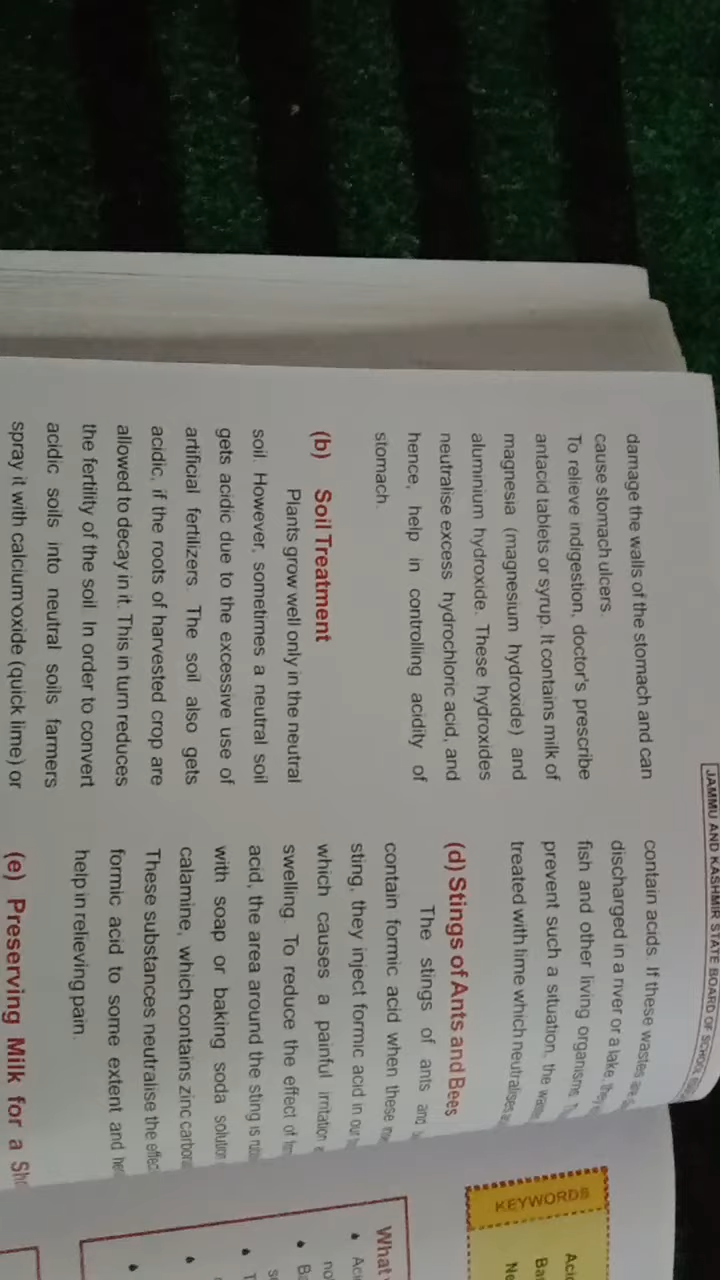 JAMMU AND KASHMIR STATE BOARD OF SCHOOL
damage the walls of the stomach and can
cause stomach ulcers.
To relieve indigestion, doctor's prescribe
antacid tablets or syrup. It contains milk of
magnesia (magnesium hydroxide) and
aluminium hydroxide. These hydroxides
neutralise excess hydrochloric acid, and
hence, help in controlling acidity of
stomach.
(b) Soil Treatment
Plants grow well only in the neutral
soil. However, sometimes a neutral soil
gets acidic due to the excessive use of
artificial fertilizers. The soil also gets
acidic, if the roots of harvested crop are
allowed to decay in it. This in turn reduces
the fertility of the soil. In order to convert
acidic soils into neutral soils farmers
spray it with calcium oxide (quick lime) or
contain acids. If these wastes are
discharged in a river or a lake, they
fish and other living organisms.
prevent such a situation, the waste
treated with lime which neutralises
(d) Stings of Ants and Bees
The stings of ants and
contain formic acid when these
sting, they inject formic acid in our
which causes a painful irritation
swelling. To reduce the effect of
acid, the area around the sting is
with soap or baking soda solution
calamine, which contains zinc
These substances neutralise the
formic acid to some extent and
help in relieving pain.
(e) Preserving Milk for a
KEYWORDS
What